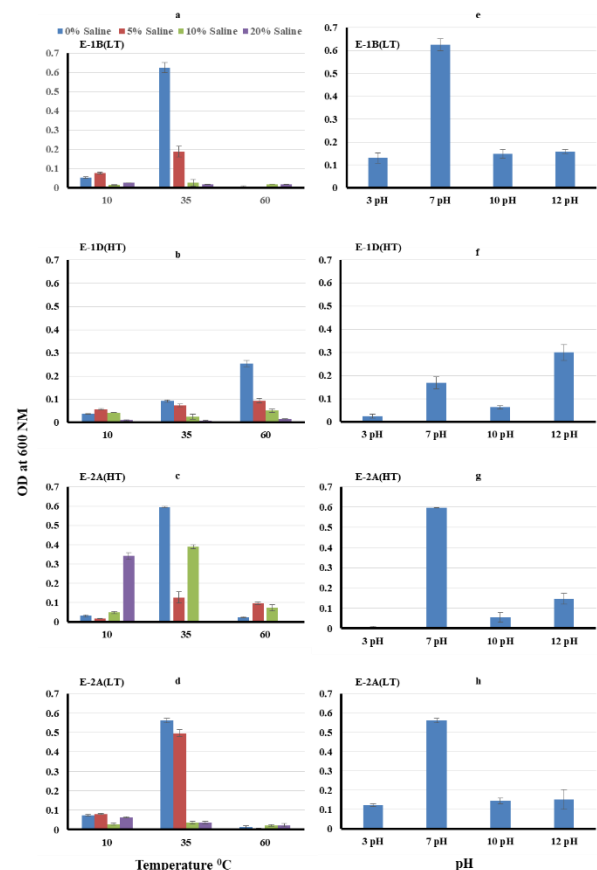 a
0% Saline 5% Saline 10% Saline 20% Saline
E-1B(LT)
0.7
0.6
0.5
0.4
0.3
0.2
0.1
0
10 35 60
e
E-1B(LT)
0.7
0.6
0.5
0.4
0.3
0.2
0.1
0
3 pH 7 pH 10 pH 12 pH
E-1D(HT) b
0.7
0.6
0.5
0.4
0.3
0.2
0.1
0
10 35 60
E-1D(HT) f
0.7
0.6
0.5
0.4
0.3
0.2
0.1
0
3 pH 7 pH 10 pH 12 pH
OD at 600 NM
E-2A(HT) c
0.7
0.6
0.5
0.4
0.3
0.2
0.1
0
10 35 60
E-2A(HT) g
0.7
0.6
0.5
0.4
0.3
0.2
0.1
0
3 pH 7 pH 10 pH 12 pH
E-2A(LT) d
0.7
0.6
0.5
0.4
0.3
0.2
0.1
0
10 35 60
Temperature ⁰C
E-2A(LT) h
0.7
0.6
0.5
0.4
0.3
0.2
0.1
0
3 pH 7 pH 10 pH 12 pH
pH